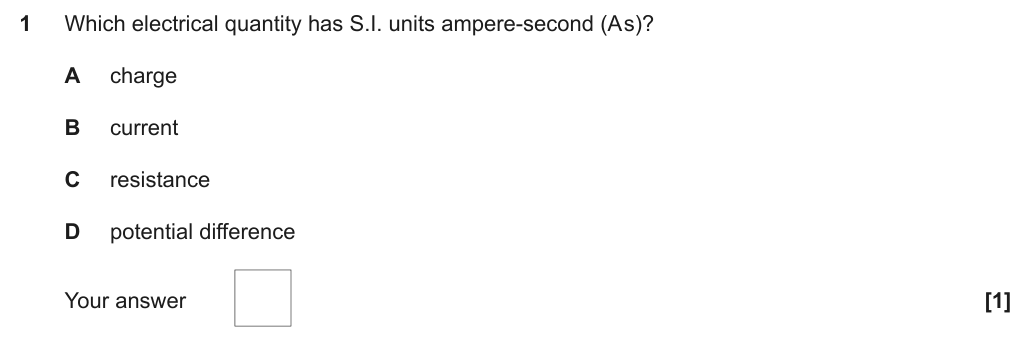 1 Which electrical quantity has S.I. units ampere-second (As)?
A charge
B current
C resistance
D potential difference
Your answer [1]